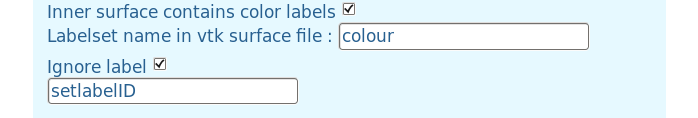 Inner surface contains color labels
Labelset name in vtk surface file : colour
Ignore label
setlabelID